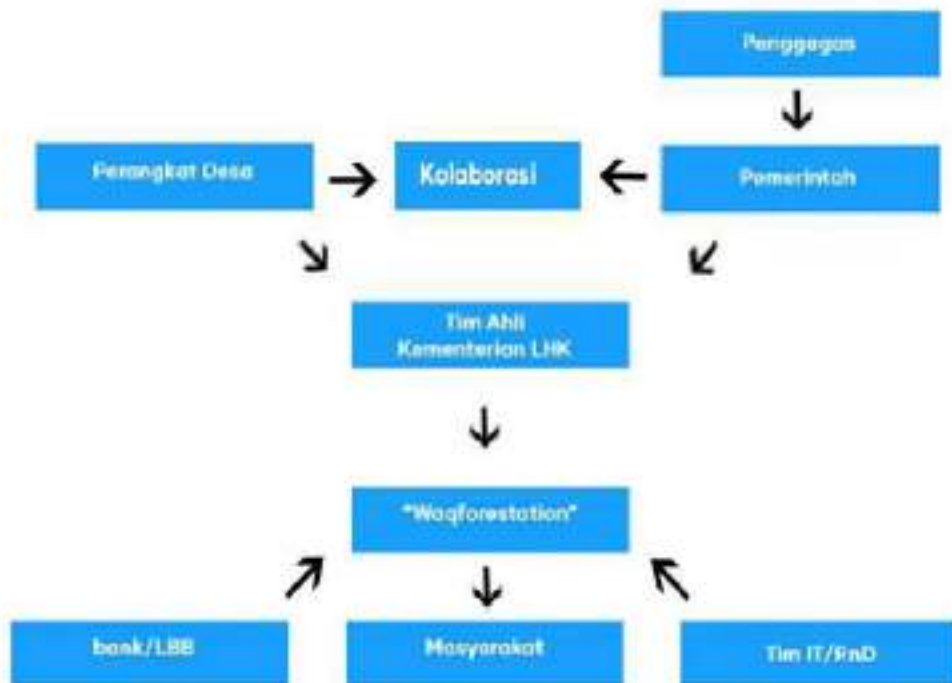 Penggagas
Perangkat Desa
Kolaborasi
Pemerintah
Tim Ahli
Kementerian LHK
"Waqforestation"
bank/LBB
Masyarakat
Tim IT/RnD